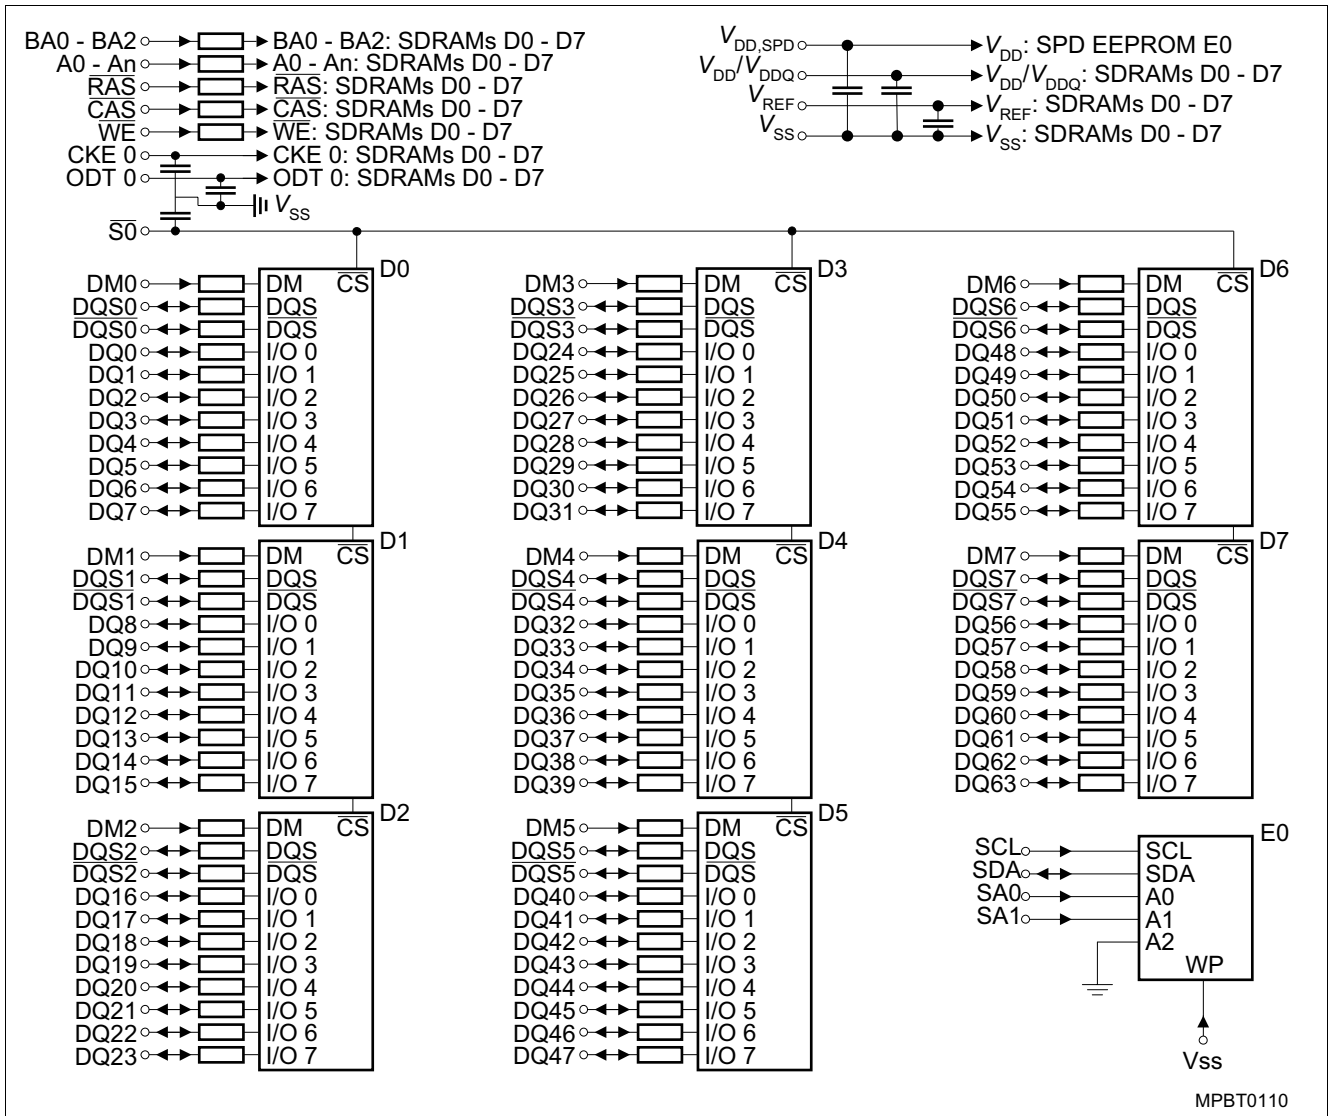 BA0 - BA2 BA0 - BA2: SDRAMs D0 - D7
A0 - An A0 - An: SDRAMs D0 - D7
RAS RAS: SDRAMs D0 - D7
CAS CAS: SDRAMs D0 - D7
WE WE: SDRAMs D0 - D7
CKE 0 CKE 0: SDRAMs D0 - D7
ODT 0 ODT 0: SDRAMs D0 - D7
VSS
S0
VDD,SPD VDD: SPD EEPROM E0
VDD/VDDQ VDD/VDDQ: SDRAMs D0 - D7
VREF VREF: SDRAMs D0 - D7
VSS VSS: SDRAMs D0 - D7
D0
DM0 DM CS
DQS0 DQS
DQS0 DQS
DQ0 I/O 0
DQ1 I/O 1
DQ2 I/O 2
DQ3 I/O 3
DQ4 I/O 4
DQ5 I/O 5
DQ6 I/O 6
DQ7 I/O 7
D1
DM1 DM CS
DQS1 DQS
DQS1 DQS
DQ8 I/O 0
DQ9 I/O 1
DQ10 I/O 2
DQ11 I/O 3
DQ12 I/O 4
DQ13 I/O 5
DQ14 I/O 6
DQ15 I/O 7
D2
DM2 DM CS
DQS2 DQS
DQS2 DQS
DQ16 I/O 0
DQ17 I/O 1
DQ18 I/O 2
DQ19 I/O 3
DQ20 I/O 4
DQ21 I/O 5
DQ22 I/O 6
DQ23 I/O 7
D3
DM3 DM CS
DQS3 DQS
DQS3 DQS
DQ24 I/O 0
DQ25 I/O 1
DQ26 I/O 2
DQ27 I/O 3
DQ28 I/O 4
DQ29 I/O 5
DQ30 I/O 6
DQ31 I/O 7
D4
DM4 DM CS
DQS4 DQS
DQS4 DQS
DQ32 I/O 0
DQ33 I/O 1
DQ34 I/O 2
DQ35 I/O 3
DQ36 I/O 4
DQ37 I/O 5
DQ38 I/O 6
DQ39 I/O 7
D5
DM5 DM CS
DQS5 DQS
DQS5 DQS
DQ40 I/O 0
DQ41 I/O 1
DQ42 I/O 2
DQ43 I/O 3
DQ44 I/O 4
DQ45 I/O 5
DQ46 I/O 6
DQ47 I/O 7
D6
DM6 DM CS
DQS6 DQS
DQS6 DQS
DQ48 I/O 0
DQ49 I/O 1
DQ50 I/O 2
DQ51 I/O 3
DQ52 I/O 4
DQ53 I/O 5
DQ54 I/O 6
DQ55 I/O 7
D7
DM7 DM CS
DQS7 DQS
DQS7 DQS
DQ56 I/O 0
DQ57 I/O 1
DQ58 I/O 2
DQ59 I/O 3
DQ60 I/O 4
DQ61 I/O 5
DQ62 I/O 6
DQ63 I/O 7
E0
SCL SCL
SDA SDA
SA0 A0
SA1 A1
A2
WP
Vss
MPBT0110